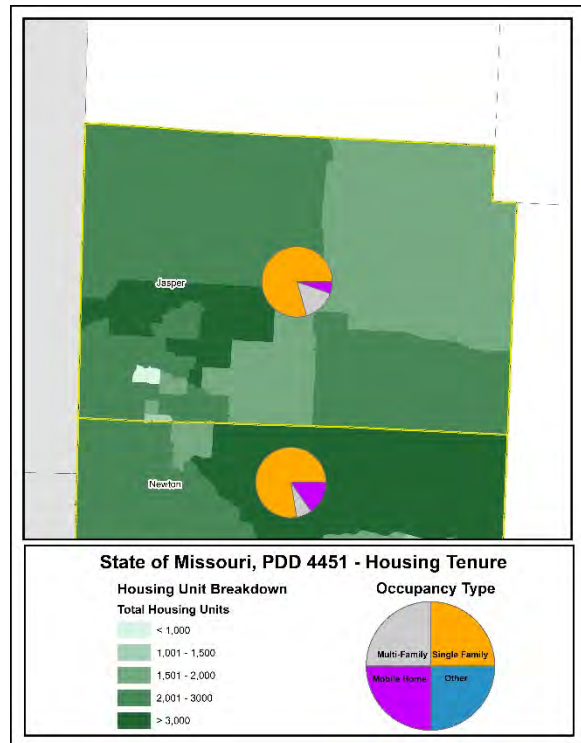 Jasper
Newton
State of Missouri, PDD 4451 - Housing Tenure
Housing Unit Breakdown
Total Housing Units
< 1,000
1,001 - 1,500
1,501 - 2,000
2,001 - 3000
> 3,000
Occupancy Type
Multi-Family Single Family
Mobile Home Other